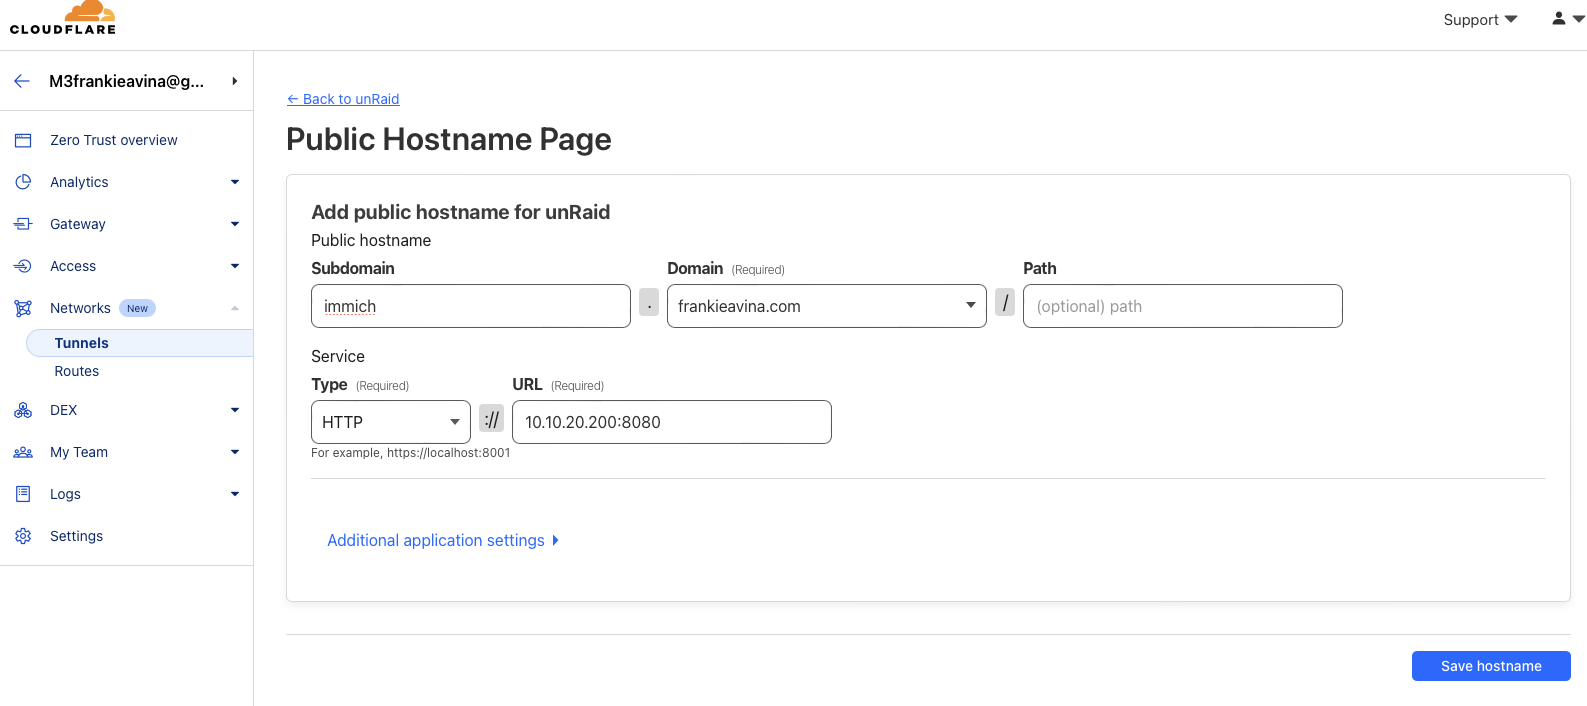 CLOUDFLARE
Support
M3frankieavina@g...
← Back to unRaid
Public Hostname Page
Zero Trust overview
Analytics
Gateway
Access
Networks New
Tunnels
Routes
DEX
My Team
Logs
Settings
Add public hostname for unRaid
Public hostname
Subdomain Domain (Required) Path
immich . frankieavina.com / (optional) path
Service
Type (Required) URL (Required)
HTTP :// 10.10.20.200:8080
For example, https://localhost:8001
Additional application settings
Save hostname